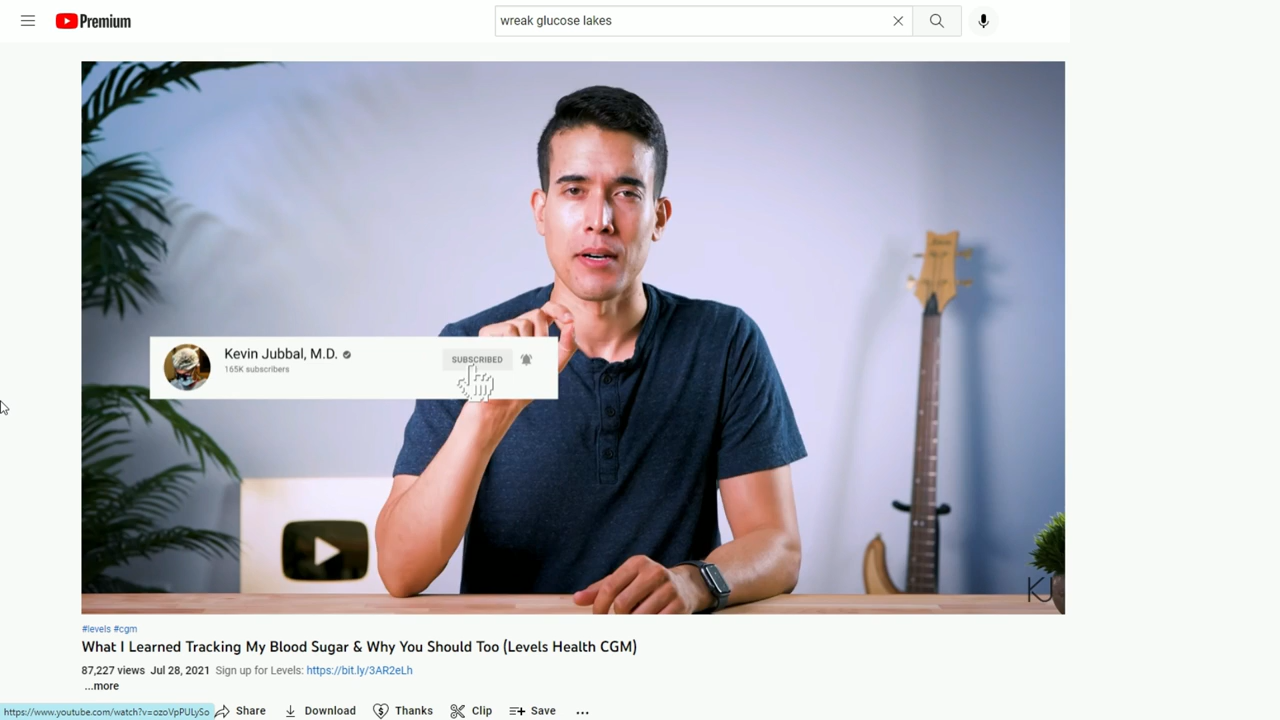 Premium
wreak glucose lakes
Kevin Jubbal, M.D.
165K subscribers
SUBSCRIBED
KJ
#levels #cgm
What I Learned Tracking My Blood Sugar & Why You Should Too (Levels Health CGM)
87,227 views Jul 28, 2021 Sign up for Levels: https://bit.ly/3AR2eLh
...more
https://www.youtube.com/watch?v=ozoVpPULySo
Share Download Thanks Clip Save ...